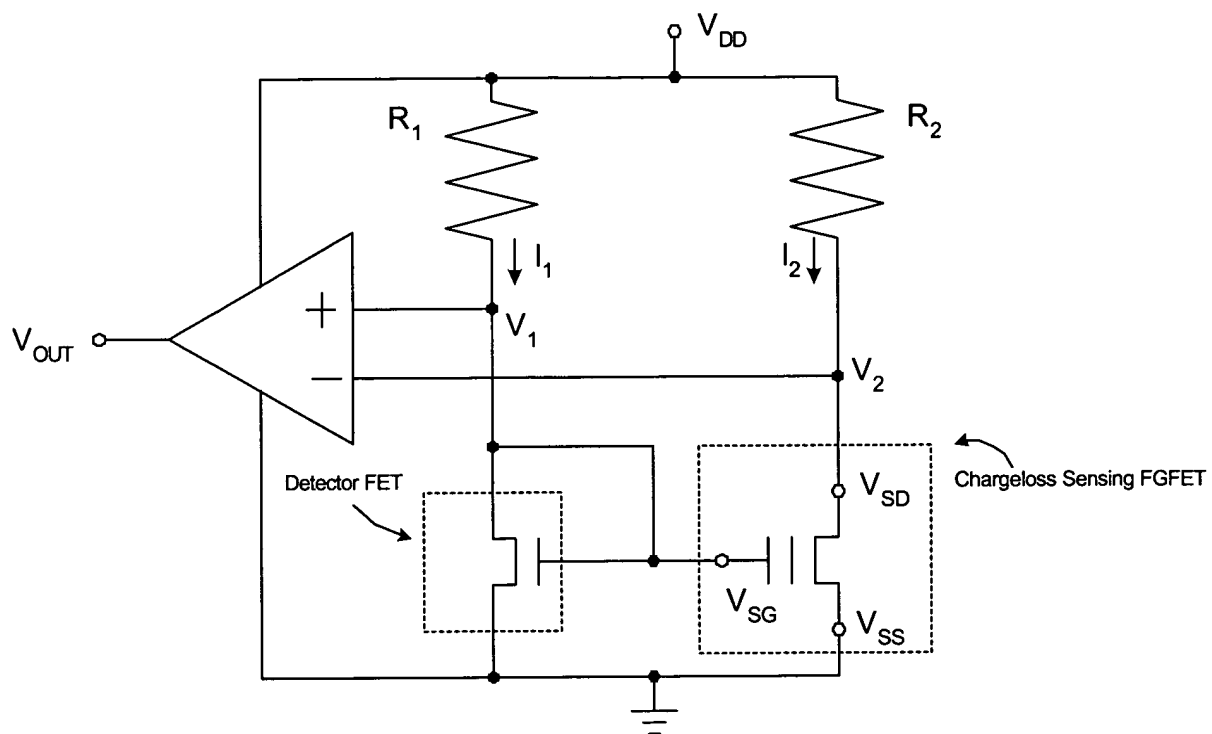 V_DD
R_1
R_2
I_1
I_2
+
V_OUT
V_1
−
V_2
Detector FET
V_SD
Chargeloss Sensing FGFET
V_SG
V_SS